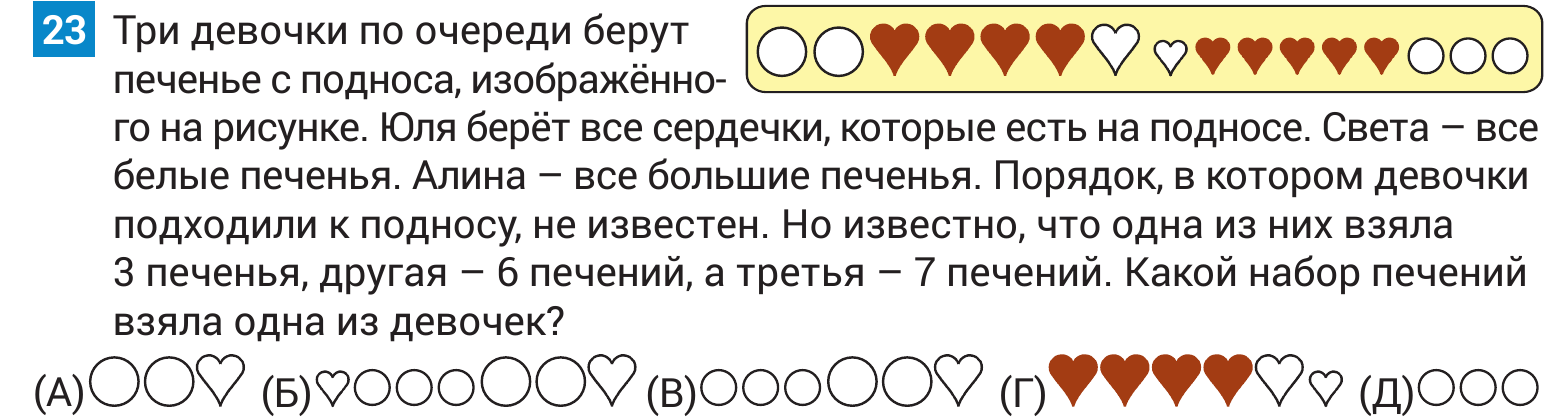 23 Три девочки по очереди берут
печенье с подноса, изображённо-
го на рисунке. Юля берёт все сердечки, которые есть на подносе. Света – все
белые печенья. Алина – все большие печенья. Порядок, в котором девочки
подходили к подносу, не известен. Но известно, что одна из них взяла
3 печенья, другая – 6 печений, а третья – 7 печений. Какой набор печений
взяла одна из девочек?
(А) (Б) (В) (Г) (Д)